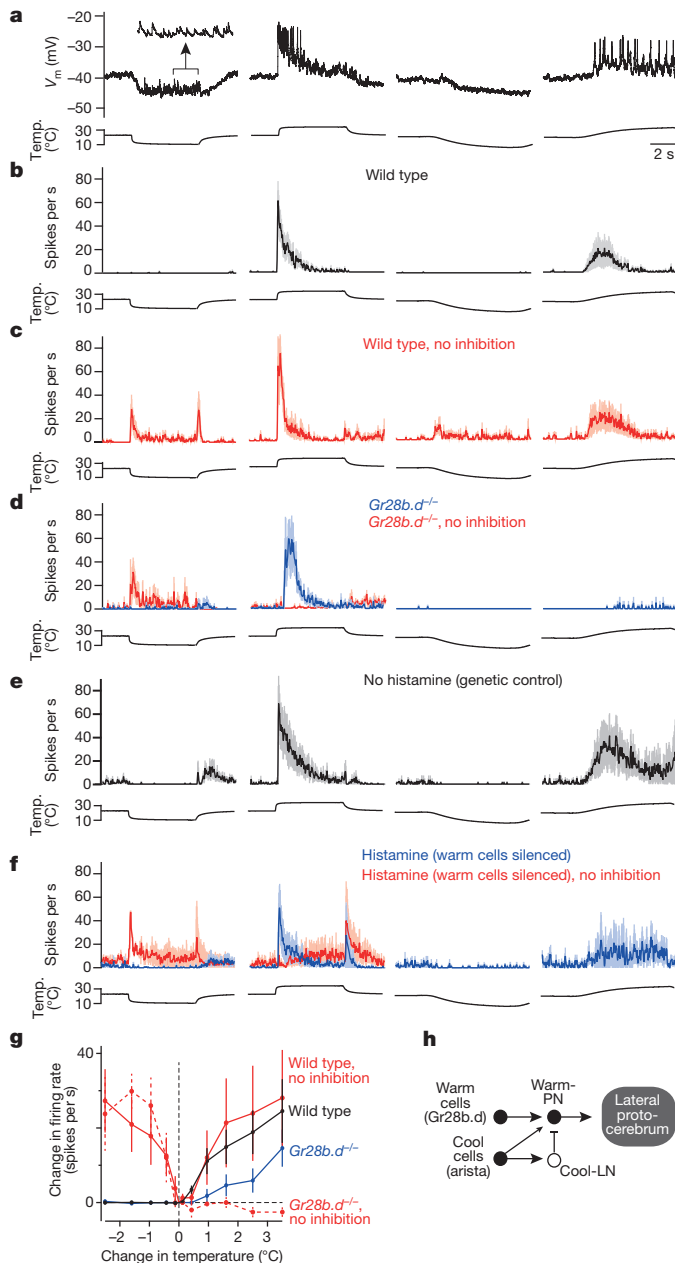 a
−20
−30
−40
−50
Vm (mV)
Temp. (°C)
30
10
2 s
b
Wild type
80
60
40
20
0
Spikes per s
Temp. (°C)
30
10
c
Wild type, no inhibition
80
60
40
20
0
Spikes per s
Temp. (°C)
30
10
d
Gr28b.d−/−
Gr28b.d−/−, no inhibition
80
60
40
20
0
Spikes per s
Temp. (°C)
30
10
e
No histamine (genetic control)
80
60
40
20
0
Spikes per s
Temp. (°C)
30
10
f
Histamine (warm cells silenced)
Histamine (warm cells silenced), no inhibition
80
60
40
20
0
Spikes per s
Temp. (°C)
30
10
g
40
0
Change in firing rate
(spikes per s)
Wild type,
no inhibition
Wild type
Gr28b.d−/−
Gr28b.d−/−,
no inhibition
−2 −1 0 1 2 3
Change in temperature (°C)
h
Warm
cells
(Gr28b.d)
Warm-
PN
Lateral
proto-
cerebrum
Cool
cells
(arista)
Cool-LN